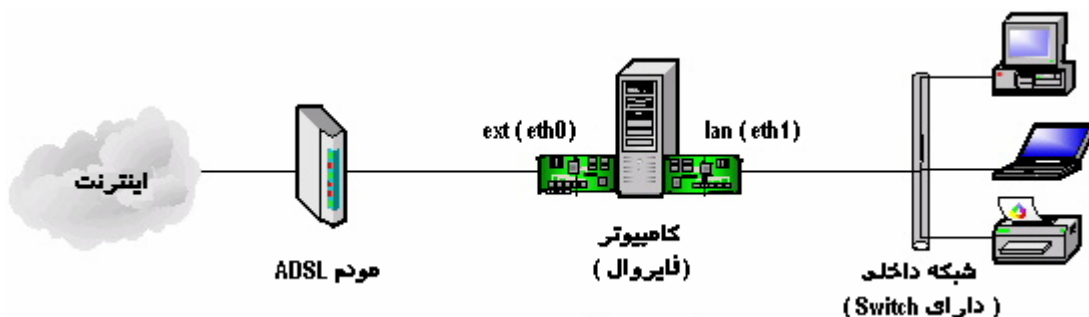 اینترنت
مودم ADSL
ext ( eth0)
lan ( eth1)
کامپیوتر
(فایروال )
شبکه داخلی
( دارای Switch)